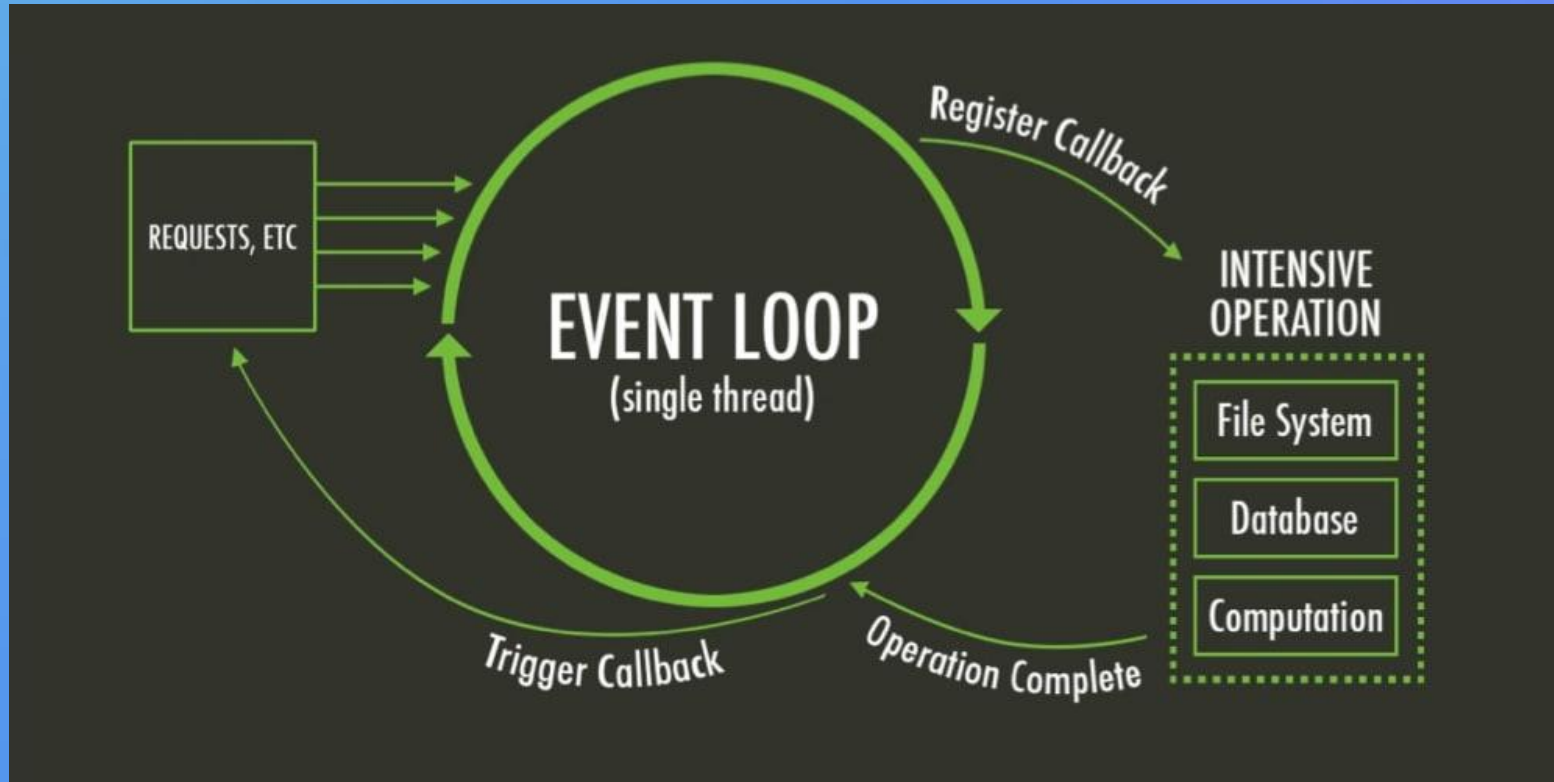 REQUESTS, ETC
EVENT LOOP
(single thread)
Register Callback
INTENSIVE
OPERATION
File System
Database
Computation
Operation Complete
Trigger Callback